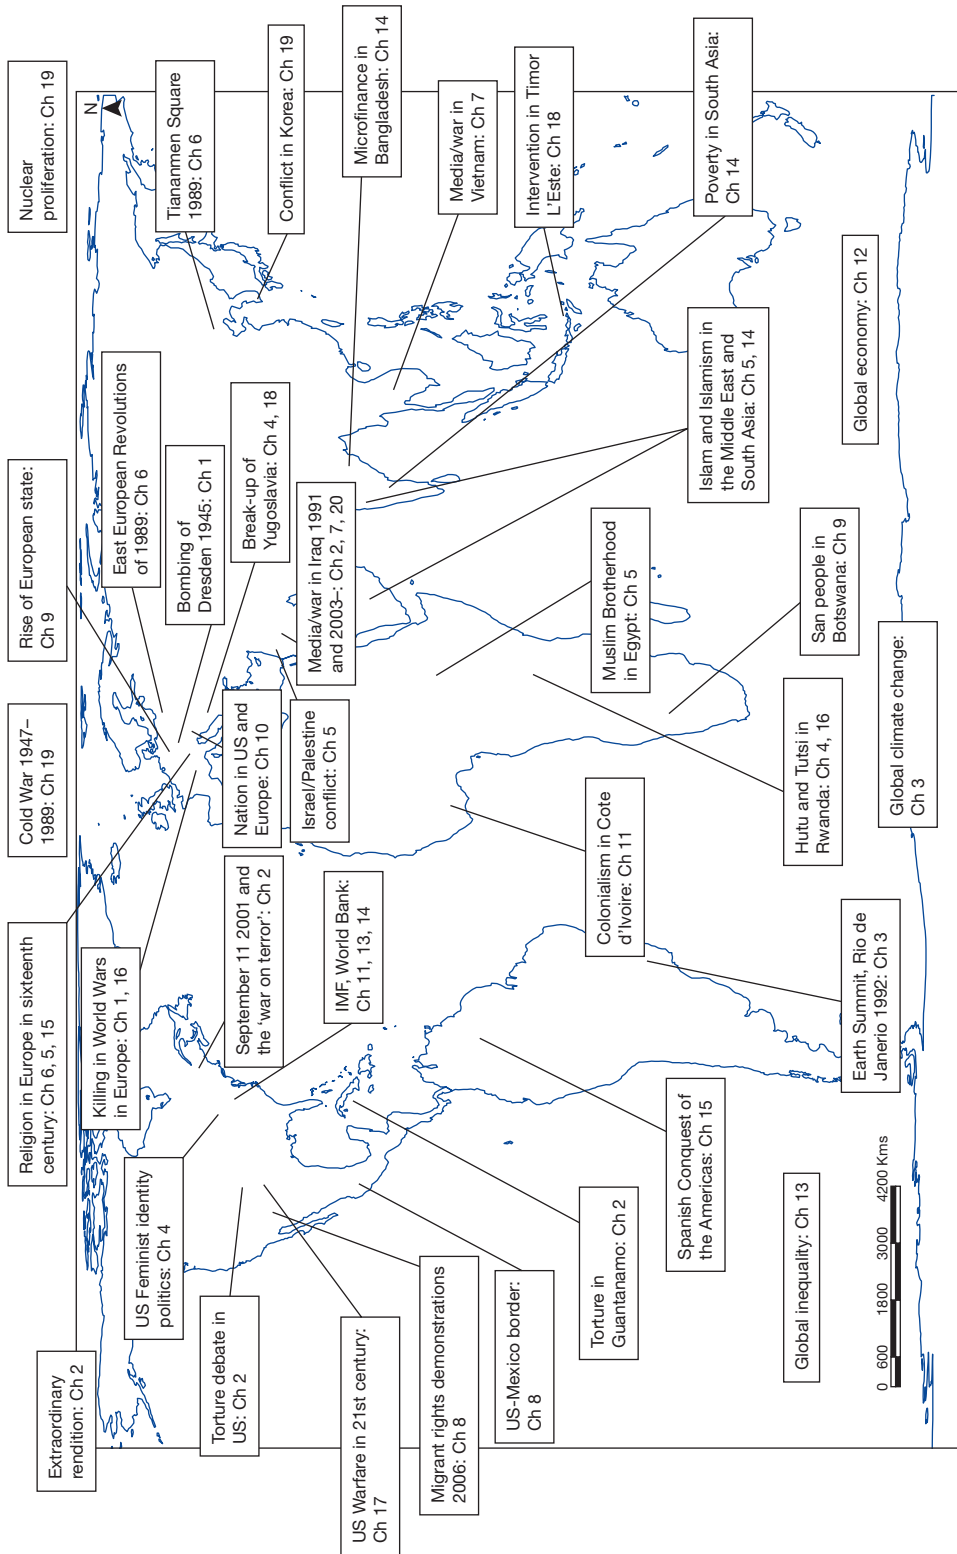 Extraordinary
rendition: Ch 2
Religion in Europe in sixteenth
century: Ch 6, 5, 15
Cold War 1947–
1989: Ch 19
Rise of European state:
Ch 9
Nuclear
proliferation: Ch 19
N
Killing in World Wars
in Europe: Ch 1, 16
East European Revolutions
of 1989: Ch 6
Tiananmen Square
1989: Ch 6
US Feminist identity
politics: Ch 4
Bombing of
Dresden 1945: Ch 1
Torture debate in
US: Ch 2
September 11 2001 and
the ‘war on terror’: Ch 2
Nation in US and
Europe: Ch 10
Break-up of
Yugoslavia: Ch 4, 18
Conflict in Korea: Ch 19
US Warfare in 21st century:
Ch 17
IMF, World Bank:
Ch 11, 13, 14
Israel/Palestine
conflict: Ch 5
Media/war in Iraq 1991
and 2003–: Ch 2, 7, 20
Microfinance in
Bangladesh: Ch 14
Migrant rights demonstrations
2006: Ch 8
Media/war in
Vietnam: Ch 7
US-Mexico border:
Ch 8
Intervention in Timor
L'Este: Ch 18
Torture in
Guantanamo: Ch 2
Colonialism in Cote
d'Ivoire: Ch 11
Muslim Brotherhood
in Egypt: Ch 5
Spanish Conquest of
the Americas: Ch 15
Islam and Islamism in
the Middle East and
South Asia: Ch 5, 14
Poverty in South Asia:
Ch 14
Global inequality: Ch 13
Earth Summit, Rio de
Janerio 1992: Ch 3
Hutu and Tutsi in
Rwanda: Ch 4, 16
San people in
Botswana: Ch 9
Global economy: Ch 12
Global climate change:
Ch 3
0 600 1800 3000 4200 Kms